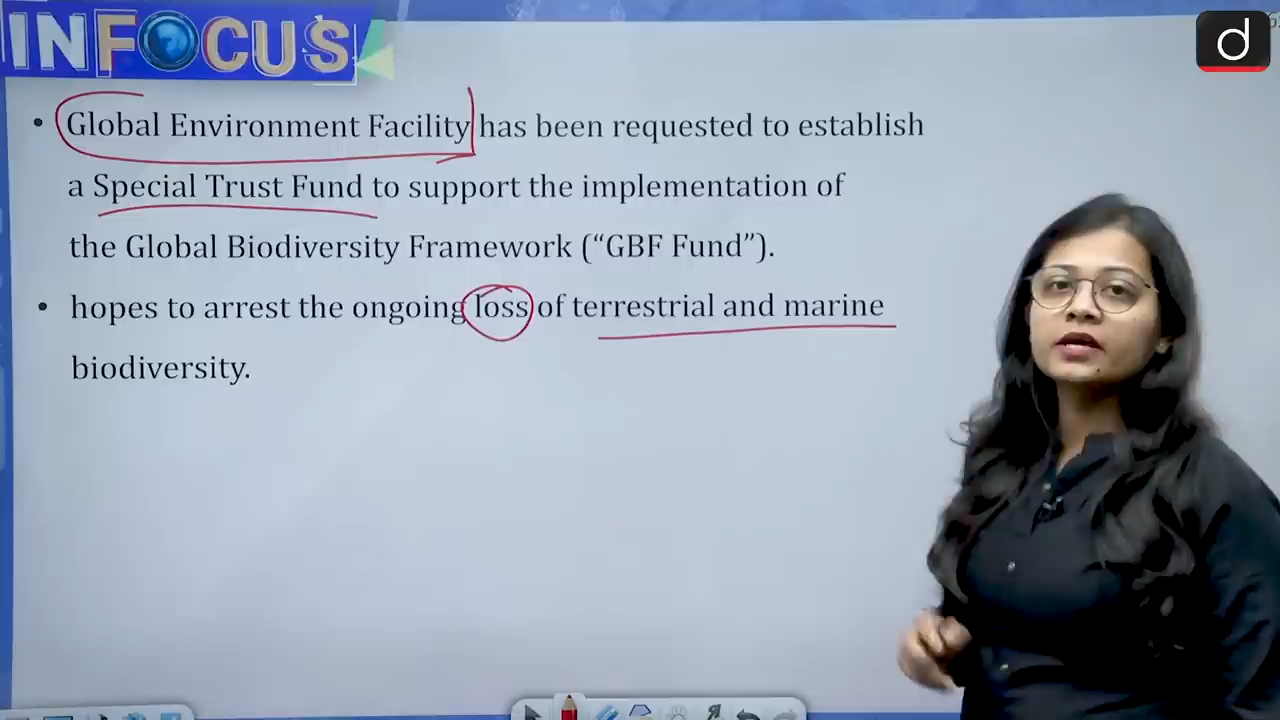 INFOCUS
d
• Global Environment Facility has been requested to establish
a Special Trust Fund to support the implementation of
the Global Biodiversity Framework (“GBF Fund”).
• hopes to arrest the ongoing loss of terrestrial and marine
biodiversity.